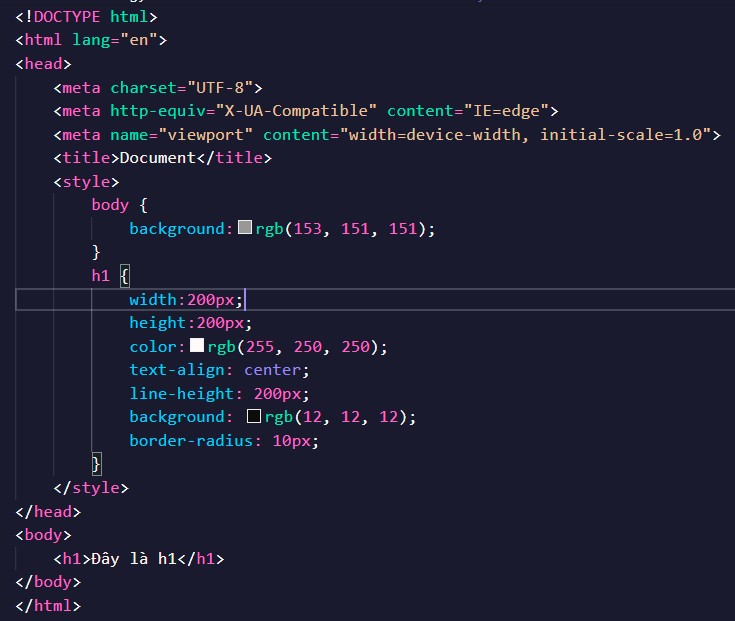 <!DOCTYPE html>
<html lang="en">
<head>
    <meta charset="UTF-8">
    <meta http-equiv="X-UA-Compatible" content="IE=edge">
    <meta name="viewport" content="width=device-width, initial-scale=1.0">
    <title>Document</title>
    <style>
        body {
            background: rgb(153, 151, 151);
        }
        h1 {
            width:200px;
            height:200px;
            color: rgb(255, 250, 250);
            text-align: center;
            line-height: 200px;
            background: rgb(12, 12, 12);
            border-radius: 10px;
        }
    </style>
</head>
<body>
    <h1>Đây là h1</h1>
</body>
</html>